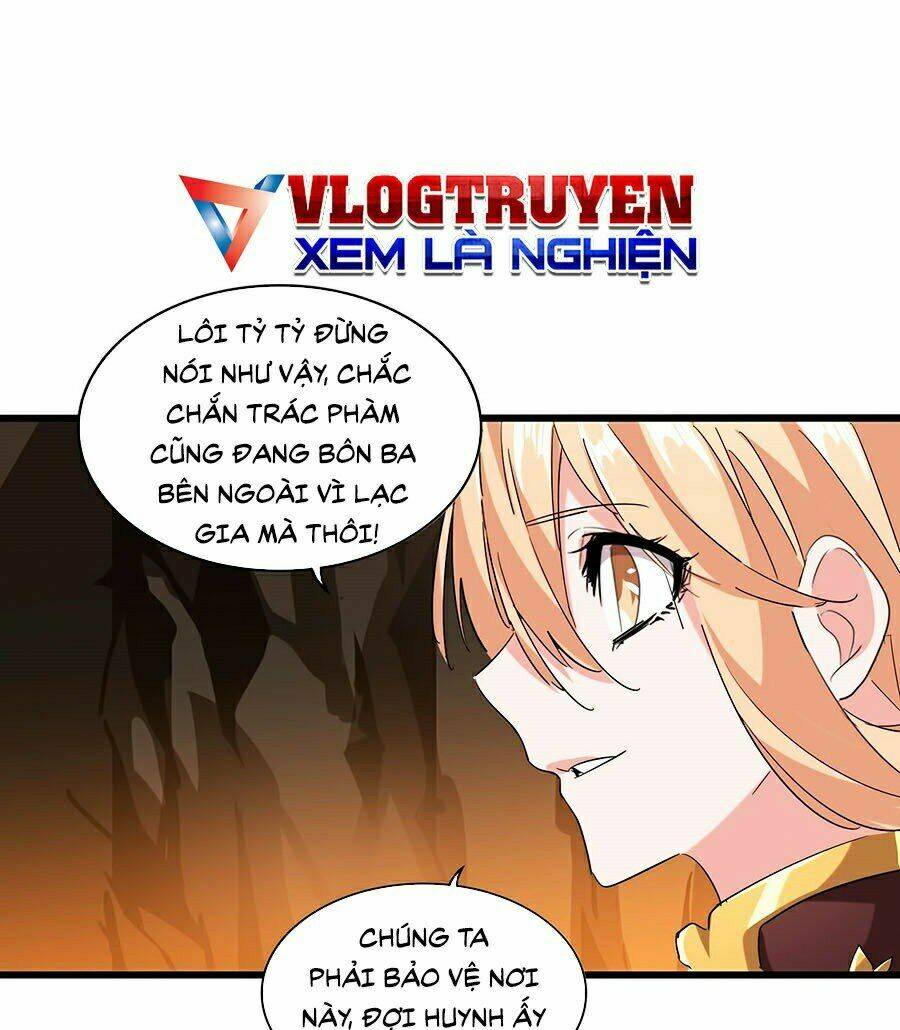 VLOGTRUYEN
XEM LÀ NGHIỆN
LÔI TỶ TỶ ĐỪNG
NÓI NHƯ VẬY, CHẮC
CHẮN TRÁC PHÀM
CŨNG ĐANG BÔN BA
BÊN NGOÀI VÌ LẠC
GIA MÀ THÔI!
CHÚNG TA
PHẢI BẢO VỆ NƠI
NÀY, ĐỢI HUYNH ẤY